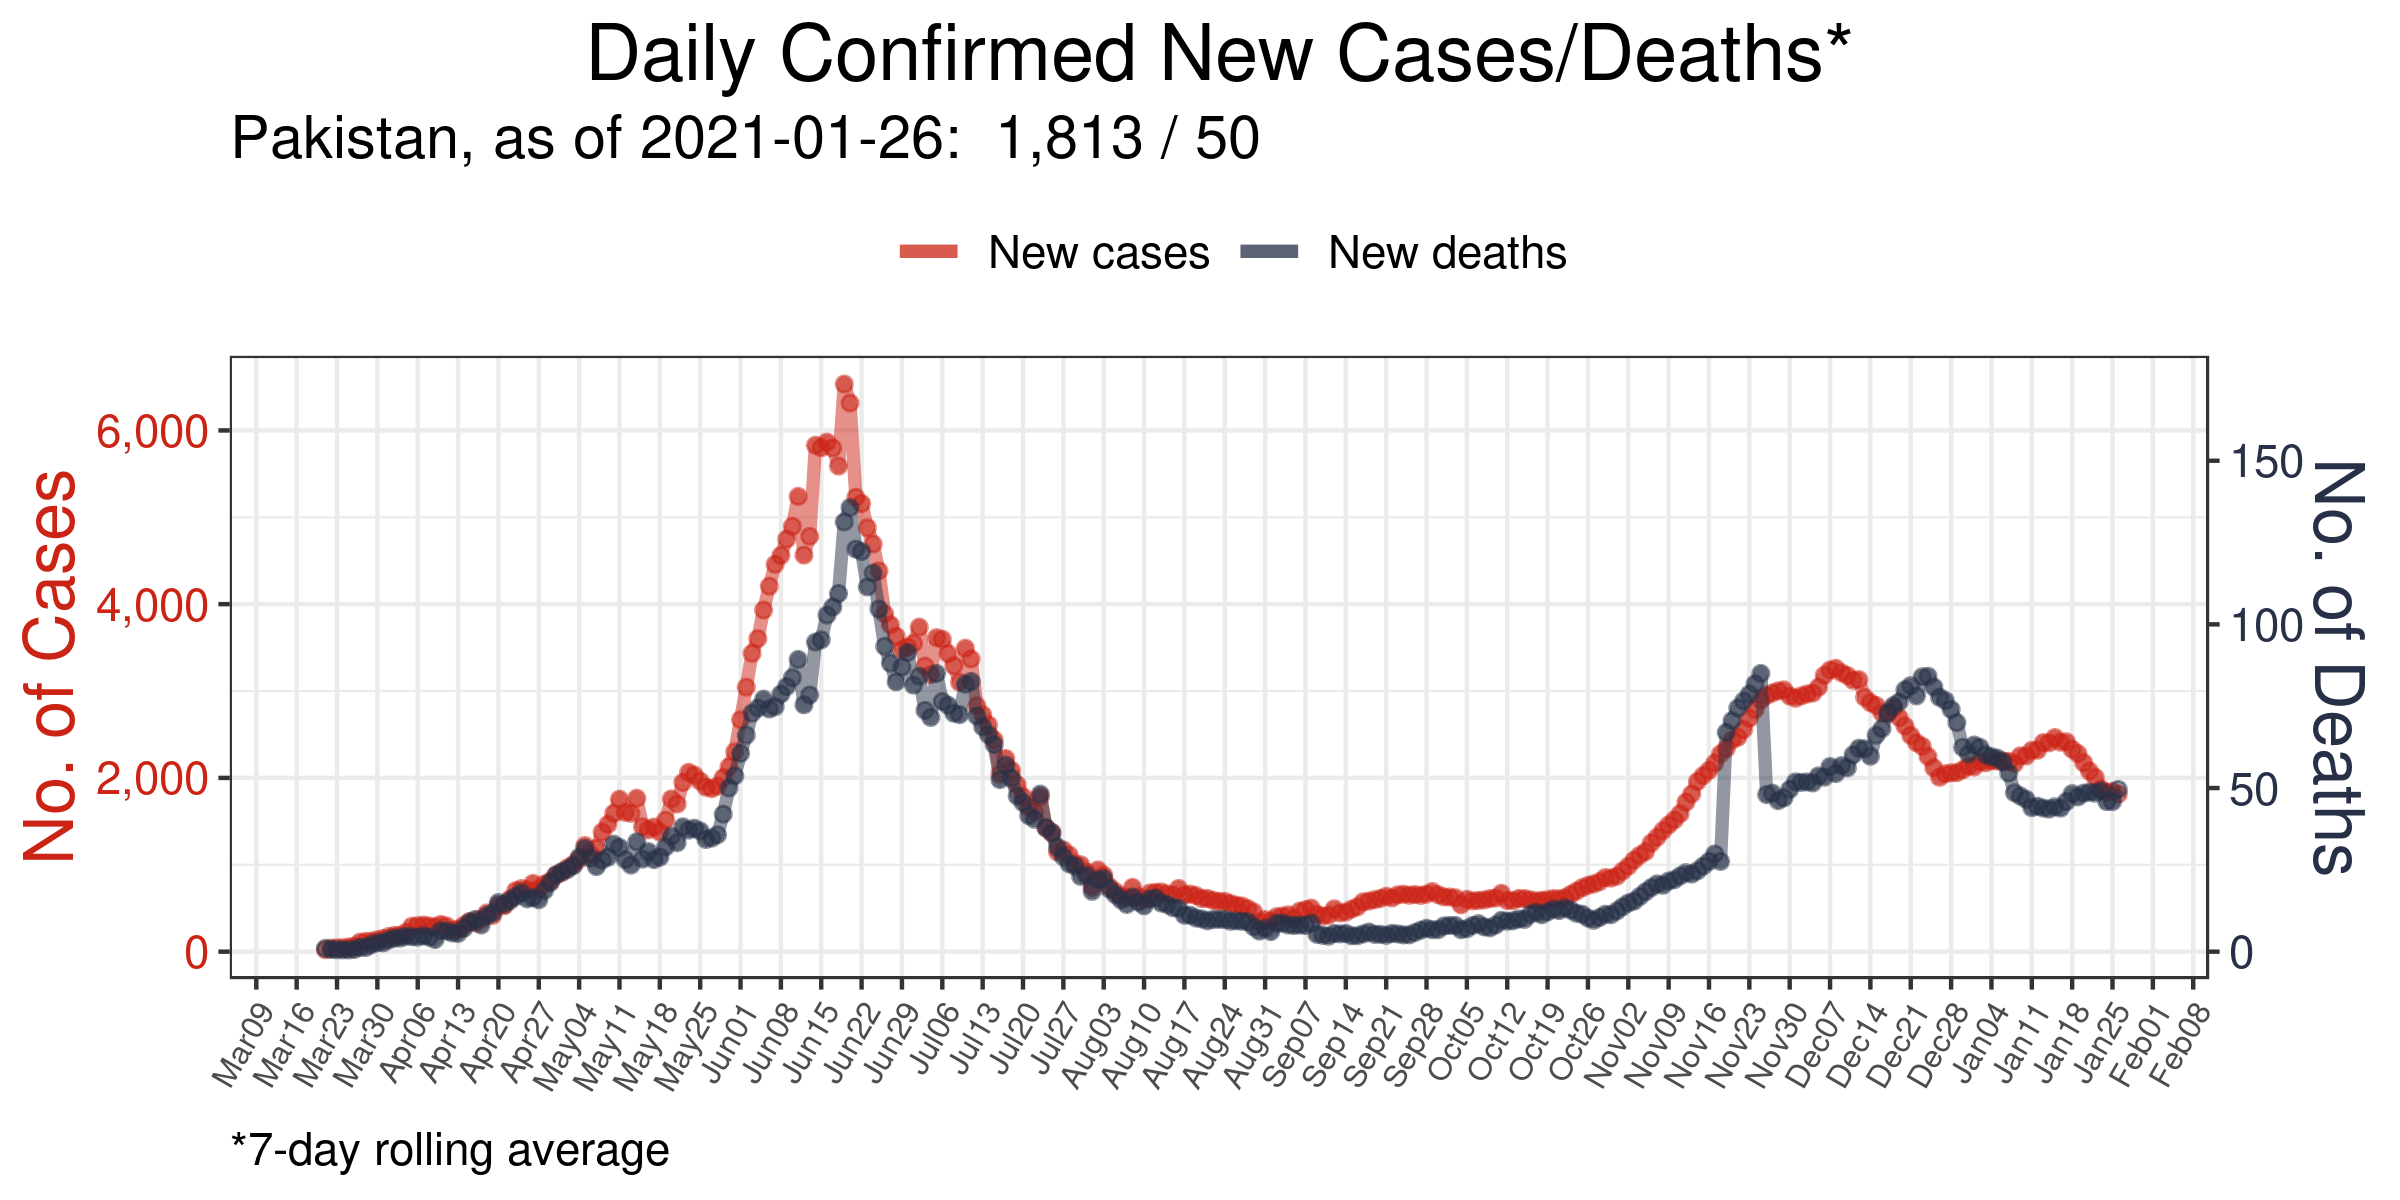 Daily Confirmed New Cases/Deaths*
Pakistan, as of 2021-01-26:  1,813 / 50
New cases
New deaths
No. of Cases
6,000
4,000
2,000
0
150
100
50
0
No. of Deaths
Mar09
Mar16
Mar23
Mar30
Apr06
Apr13
Apr20
Apr27
May04
May11
May18
May25
Jun01
Jun08
Jun15
Jun22
Jun29
Jul06
Jul13
Jul20
Jul27
Aug03
Aug10
Aug17
Aug24
Aug31
Sep07
Sep14
Sep21
Sep28
Oct05
Oct12
Oct19
Oct26
Nov02
Nov09
Nov16
Nov23
Nov30
Dec07
Dec14
Dec21
Dec28
Jan04
Jan11
Jan18
Jan25
Feb01
Feb08
*7-day rolling average